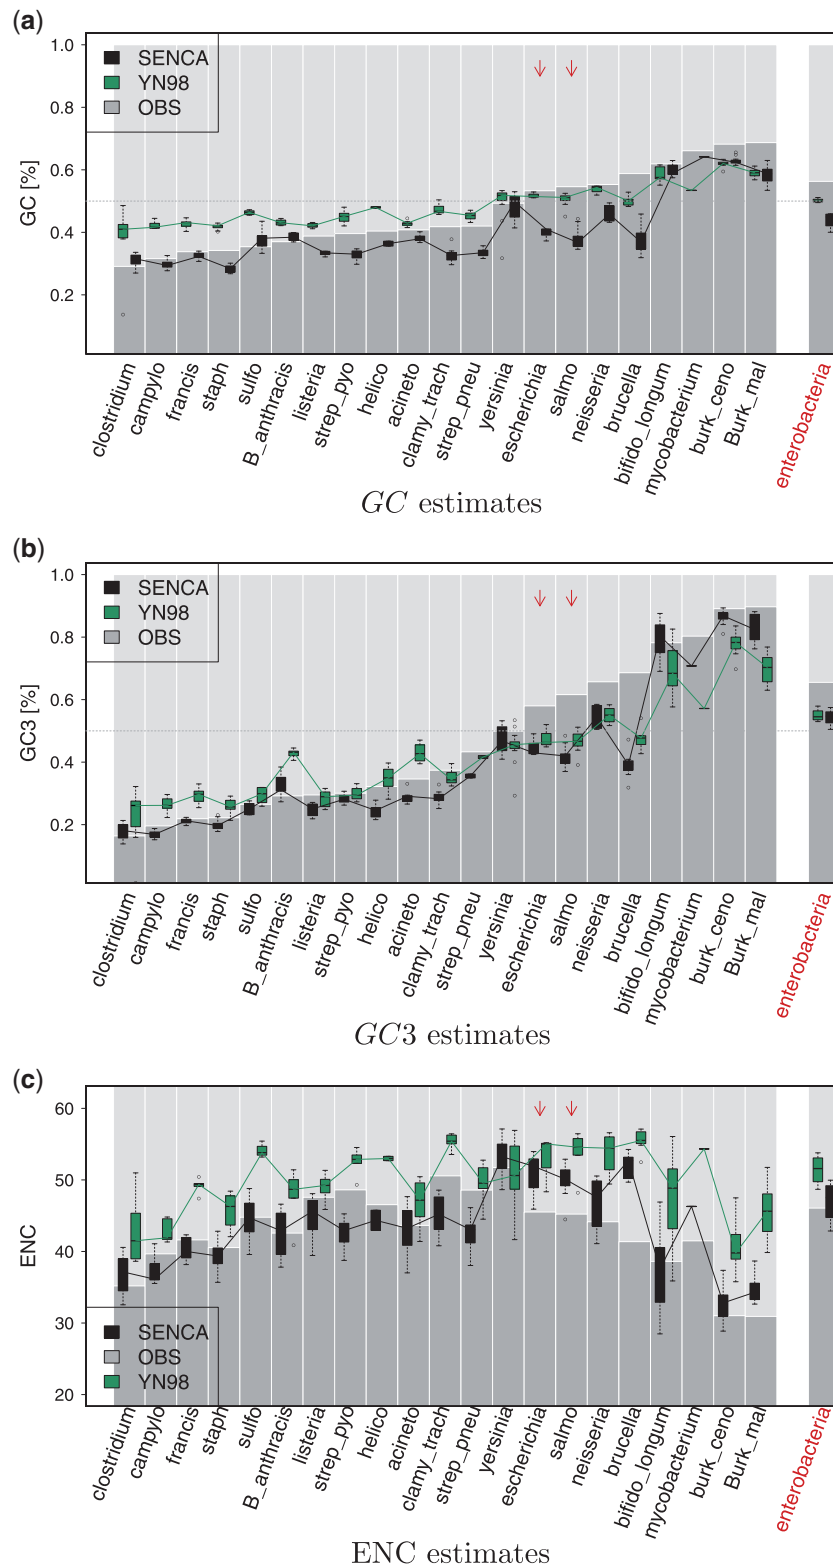 (a)
SENCA
YN98
OBS
GC [%]
1.0
0.8
0.6
0.4
0.2
clostridium
campylo
francis
staph
sulfo
B_anthracis
listeria
strep_pyo
helico
acineto
clamy_trach
strep_pneu
yersinia
escherichia
salmo
neisseria
brucella
bifido_longum
mycobacterium
burk_ceno
Burk_mal
enterobacteria
GC estimates
(b)
SENCA
YN98
OBS
GC3 [%]
1.0
0.8
0.6
0.4
0.2
clostridium
campylo
francis
staph
sulfo
B_anthracis
listeria
strep_pyo
helico
acineto
clamy_trach
strep_pneu
yersinia
escherichia
salmo
neisseria
brucella
bifido_longum
mycobacterium
burk_ceno
Burk_mal
enterobacteria
GC3 estimates
(c)
ENC
60
50
40
30
20
SENCA
OBS
YN98
clostridium
campylo
francis
staph
sulfo
B_anthracis
listeria
strep_pyo
helico
acineto
clamy_trach
strep_pneu
yersinia
escherichia
salmo
neisseria
brucella
bifido_longum
mycobacterium
burk_ceno
Burk_mal
enterobacteria
ENC estimates